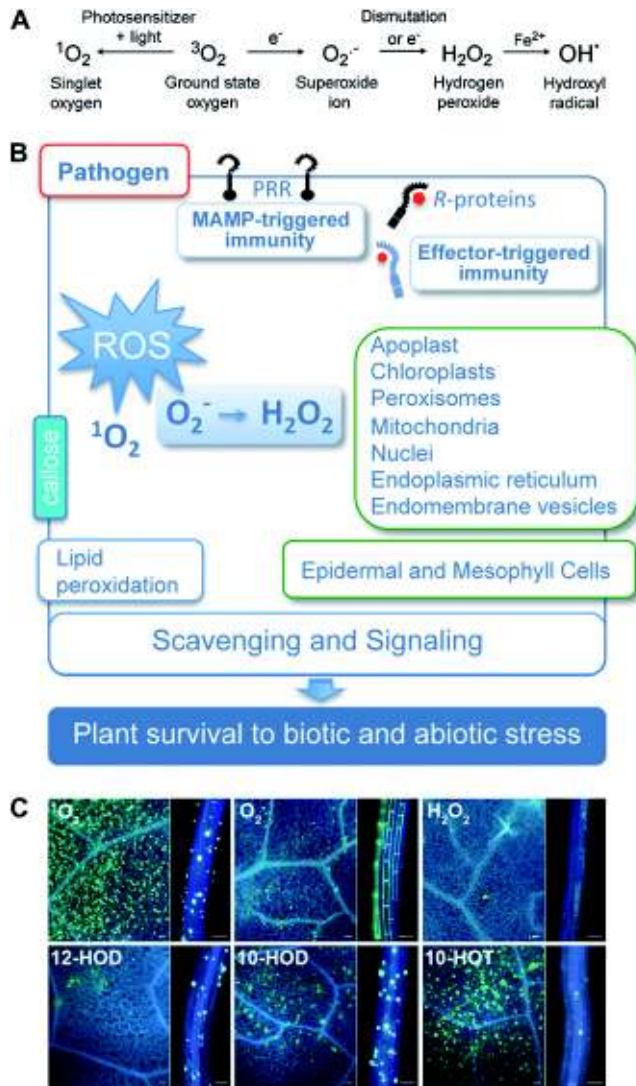 A
Photosensitizer
+ light
Dismutation
or e⁻
¹O₂ ³O₂ e⁻ O₂·⁻ H₂O₂ Fe²⁺ OH•
Singlet oxygen
Ground state oxygen
Superoxide ion
Hydrogen peroxide
Hydroxyl radical
B
Pathogen
PRR
MAMP-triggered
immunity
R-proteins
Effector-triggered
immunity
ROS
¹O₂
O₂⁻ → H₂O₂
Apoplast
Chloroplasts
Peroxisomes
Mitochondria
Nuclei
Endoplasmic reticulum
Endomembrane vesicles
callose
Lipid
peroxidation
Epidermal and Mesophyll Cells
Scavenging and Signaling
Plant survival to biotic and abiotic stress
C
¹O₂
O₂⁻
H₂O₂
12-HOD
10-HOD
10-HOT